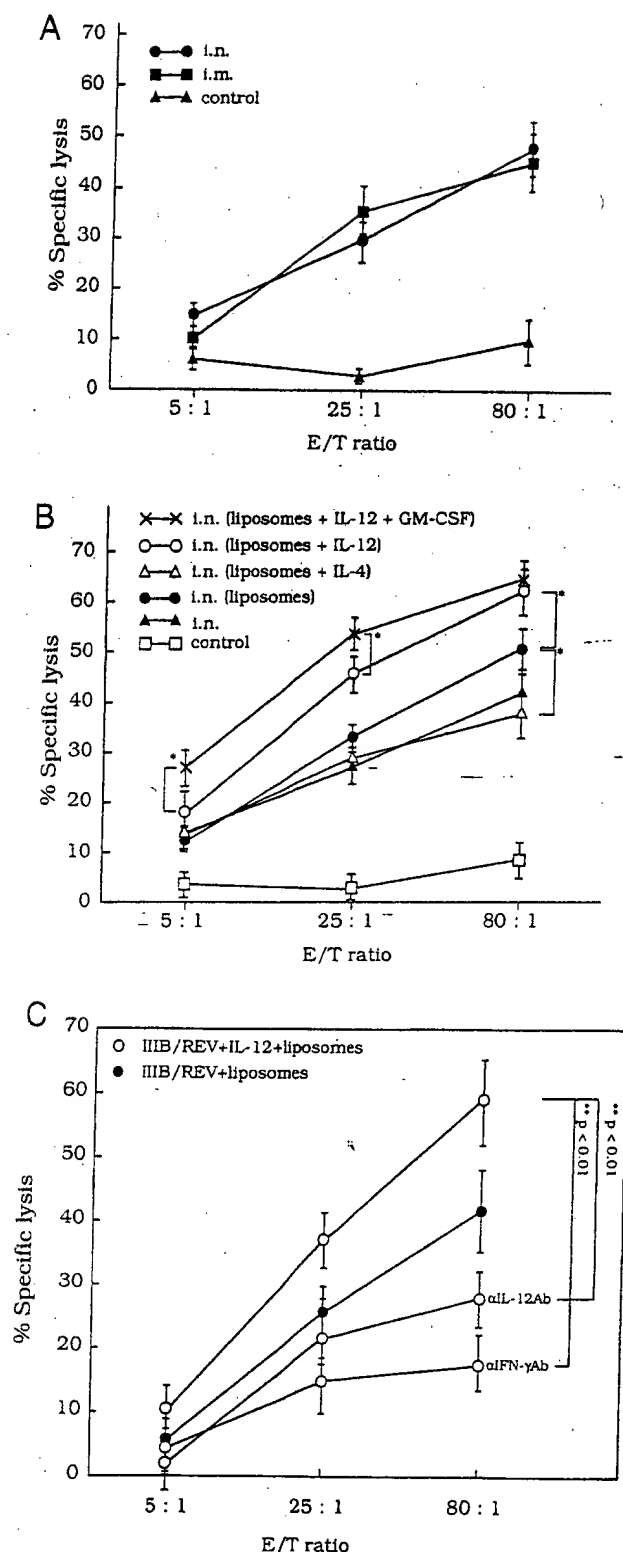 A
70
60
50
40
30
20
10
0
% Specific lysis
i.n.
i.m.
control
5 : 1
25 : 1
80 : 1
E/T ratio
B
i.n. (liposomes + IL-12 + GM-CSF)
i.n. (liposomes + IL-12)
i.n. (liposomes + IL-4)
i.n. (liposomes)
i.n.
control
70
60
50
40
30
20
10
0
% Specific lysis
*
*
*
*
5 : 1
25 : 1
80 : 1
E/T ratio
C
70
60
50
40
30
20
10
0
% Specific lysis
IIIB/REV+IL-12+liposomes
IIIB/REV+liposomes
αIL-12Ab
αIFN-γAb
** p < 0.01
** p < 0.01
5 : 1
25 : 1
80 : 1
E/T ratio